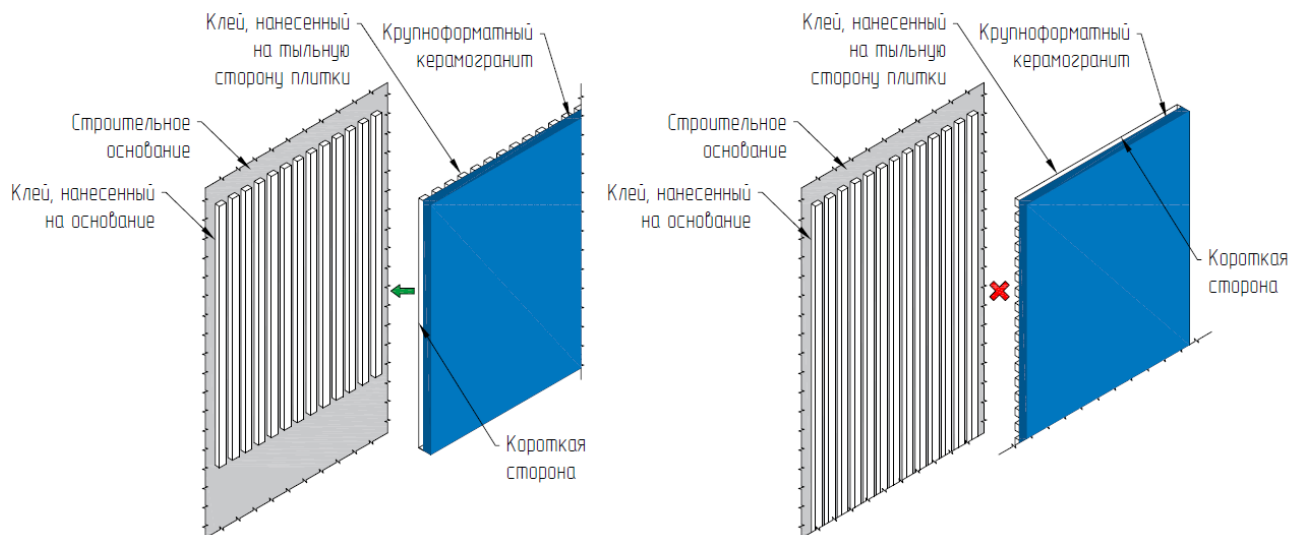 Клей, нанесенный
на тыльную
сторону плитки
Крупноформатный
керамогранит
Строительное
основание
Клей, нанесенный
на основание
Короткая
сторона
Клей, нанесенный
на тыльную
сторону плитки
Крупноформатный
керамогранит
Строительное
основание
Клей, нанесенный
на основание
Короткая
сторона